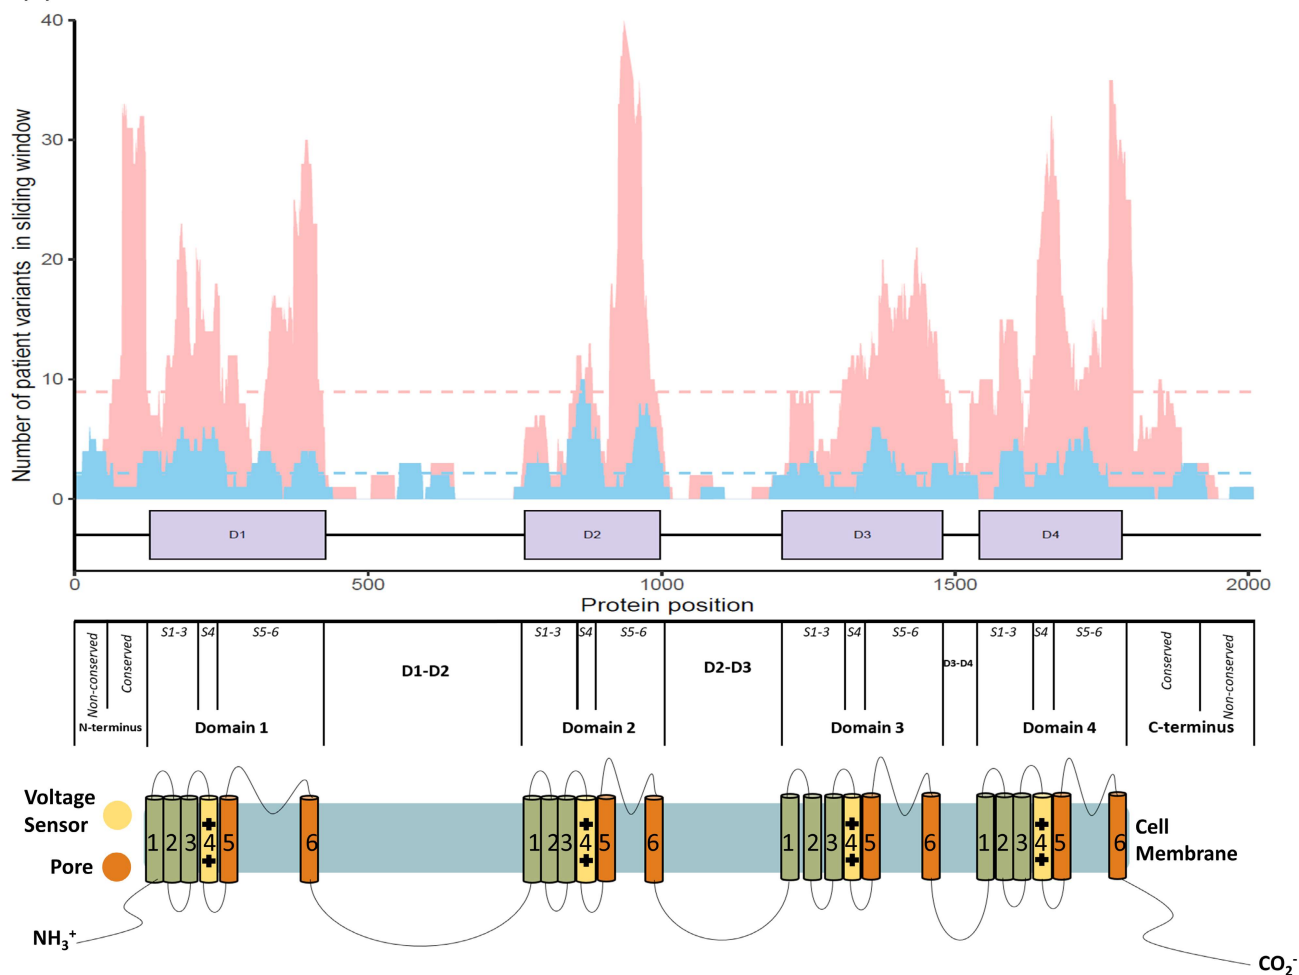 40
30
20
10
0
Number of patient variants in sliding window
D1
D2
D3
D4
0
500
1000
1500
2000
Protein position
Non-conserved
Conserved
S1-3
S4
S5-6
D1-D2
S1-3
S4
S5-6
D2-D3
S1-3
S4
S5-6
D3-D4
S1-3
S4
S5-6
Conserved
Non-conserved
N-terminus
Domain 1
Domain 2
Domain 3
Domain 4
C-terminus
Voltage
Sensor
Pore
1 2 3 4 5 6
1 2 3 4 5 6
1 2 3 4 5 6
1 2 3 4 5 6
+ +
+ +
+ +
+ +
Cell
Membrane
NH₃⁺
CO₂⁻